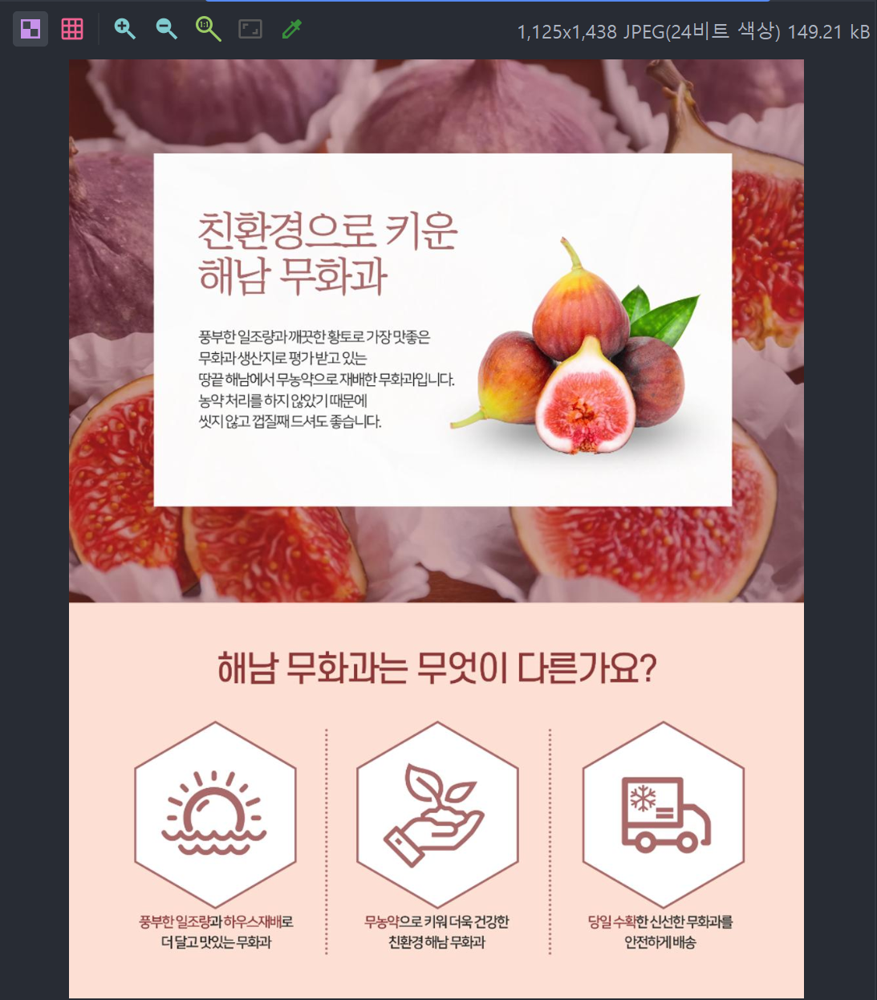 1,125x1,438 JPEG(24비트 색상) 149.21 kB
1:1
친환경으로 키운
해남 무화과
풍부한 일조량과 깨끗한 황토로 가장 맛좋은
무화과 생산지로 평가 받고 있는
땅끝 해남에서 무농약으로 재배한 무화과입니다.
농약 처리를 하지 않았기 때문에
씻지 않고 껍질째 드셔도 좋습니다.
해남 무화과는 무엇이 다른가요?
풍부한 일조량과 하우스재배로
더 달고 맛있는 무화과
무농약으로 키워 더욱 건강한
친환경 해남 무화과
당일 수확한 신선한 무화과를
안전하게 배송